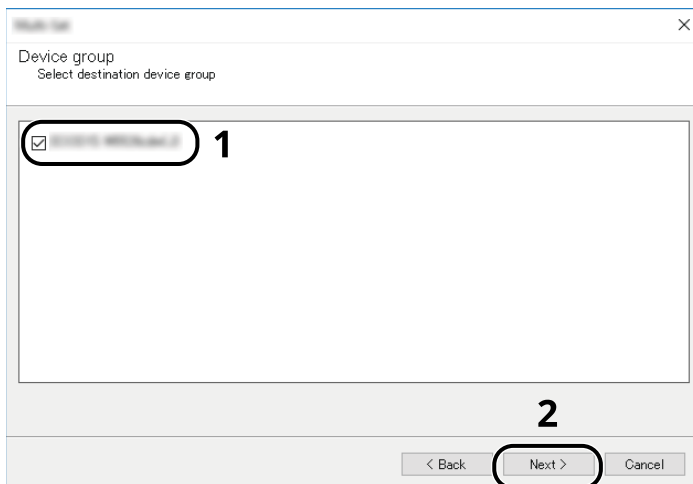 Device group
Select destination device group
1
2
< Back
Next >
Cancel